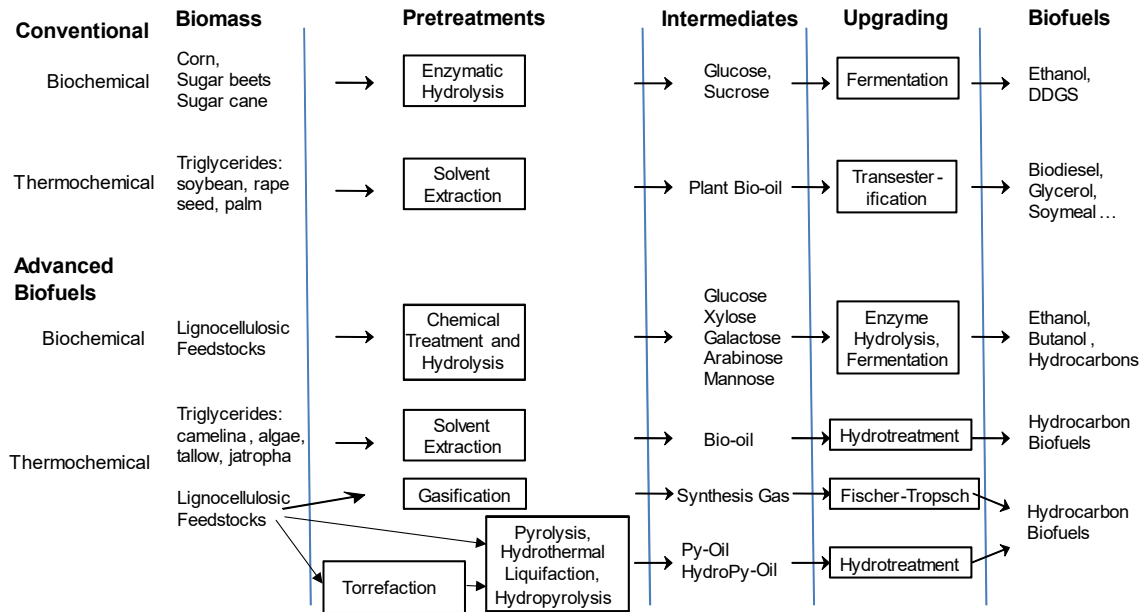 Biomass
Pretreatments
Intermediates
Upgrading
Biofuels
Conventional
Biochemical
Corn,
Sugar beets
Sugar cane
Enzymatic
Hydrolysis
Glucose,
Sucrose
Fermentation
Ethanol,
DDGS
Thermochemical
Triglycerides:
soybean, rape
seed, palm
Solvent
Extraction
Plant Bio-oil
Transester-
ification
Biodiesel,
Glycerol,
Soymeal…
Advanced
Biofuels
Biochemical
Lignocellulosic
Feedstocks
Chemical
Treatment and
Hydrolysis
Glucose
Xylose
Galactose
Arabinose
Mannose
Enzyme
Hydrolysis,
Fermentation
Ethanol,
Butanol,
Hydrocarbons
Thermochemical
Triglycerides:
camelina, algae,
tallow, jatropha
Solvent
Extraction
Bio-oil
Hydrotreatment
Hydrocarbon
Biofuels
Lignocellulosic
Feedstocks
Gasification
Synthesis Gas
Fischer-Tropsch
Hydrocarbon
Biofuels
Torrefaction
Pyrolysis,
Hydrothermal
Liquifaction,
Hydropyrolysis
Py-Oil
HydroPy-Oil
Hydrotreatment